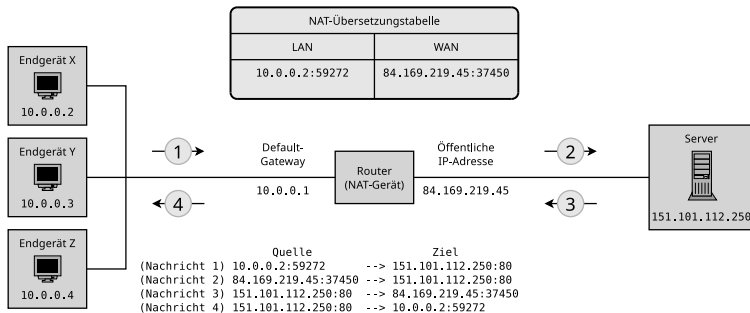 NAT-Übersetzungstabelle
LAN WAN
10.0.0.2:59272 84.169.219.45:37450
Endgerät X
10.0.0.2
Endgerät Y
10.0.0.3
Endgerät Z
10.0.0.4
1
4
Default-
Gateway
10.0.0.1
Router
(NAT-Gerät)
Öffentliche
IP-Adresse
84.169.219.45
2
3
Server
151.101.112.250
Quelle Ziel
(Nachricht 1) 10.0.0.2:59272 --> 151.101.112.250:80
(Nachricht 2) 84.169.219.45:37450 --> 151.101.112.250:80
(Nachricht 3) 151.101.112.250:80 --> 84.169.219.45:37450
(Nachricht 4) 151.101.112.250:80 --> 10.0.0.2:59272